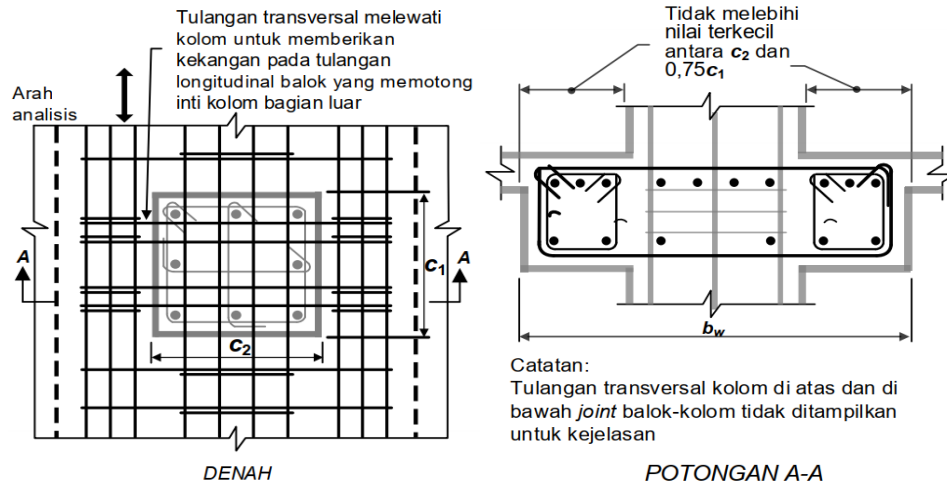 Tulangan transversal melewati
kolom untuk memberikan
kekangan pada tulangan
longitudinal balok yang memotong
inti kolom bagian luar
Arah
analisis
A
A
c1
c2
DENAH
Tidak melebihi
nilai terkecil
antara c2 dan
0,75c1
bw
Catatan:
Tulangan transversal kolom di atas dan di
bawah joint balok-kolom tidak ditampilkan
untuk kejelasan
POTONGAN A-A